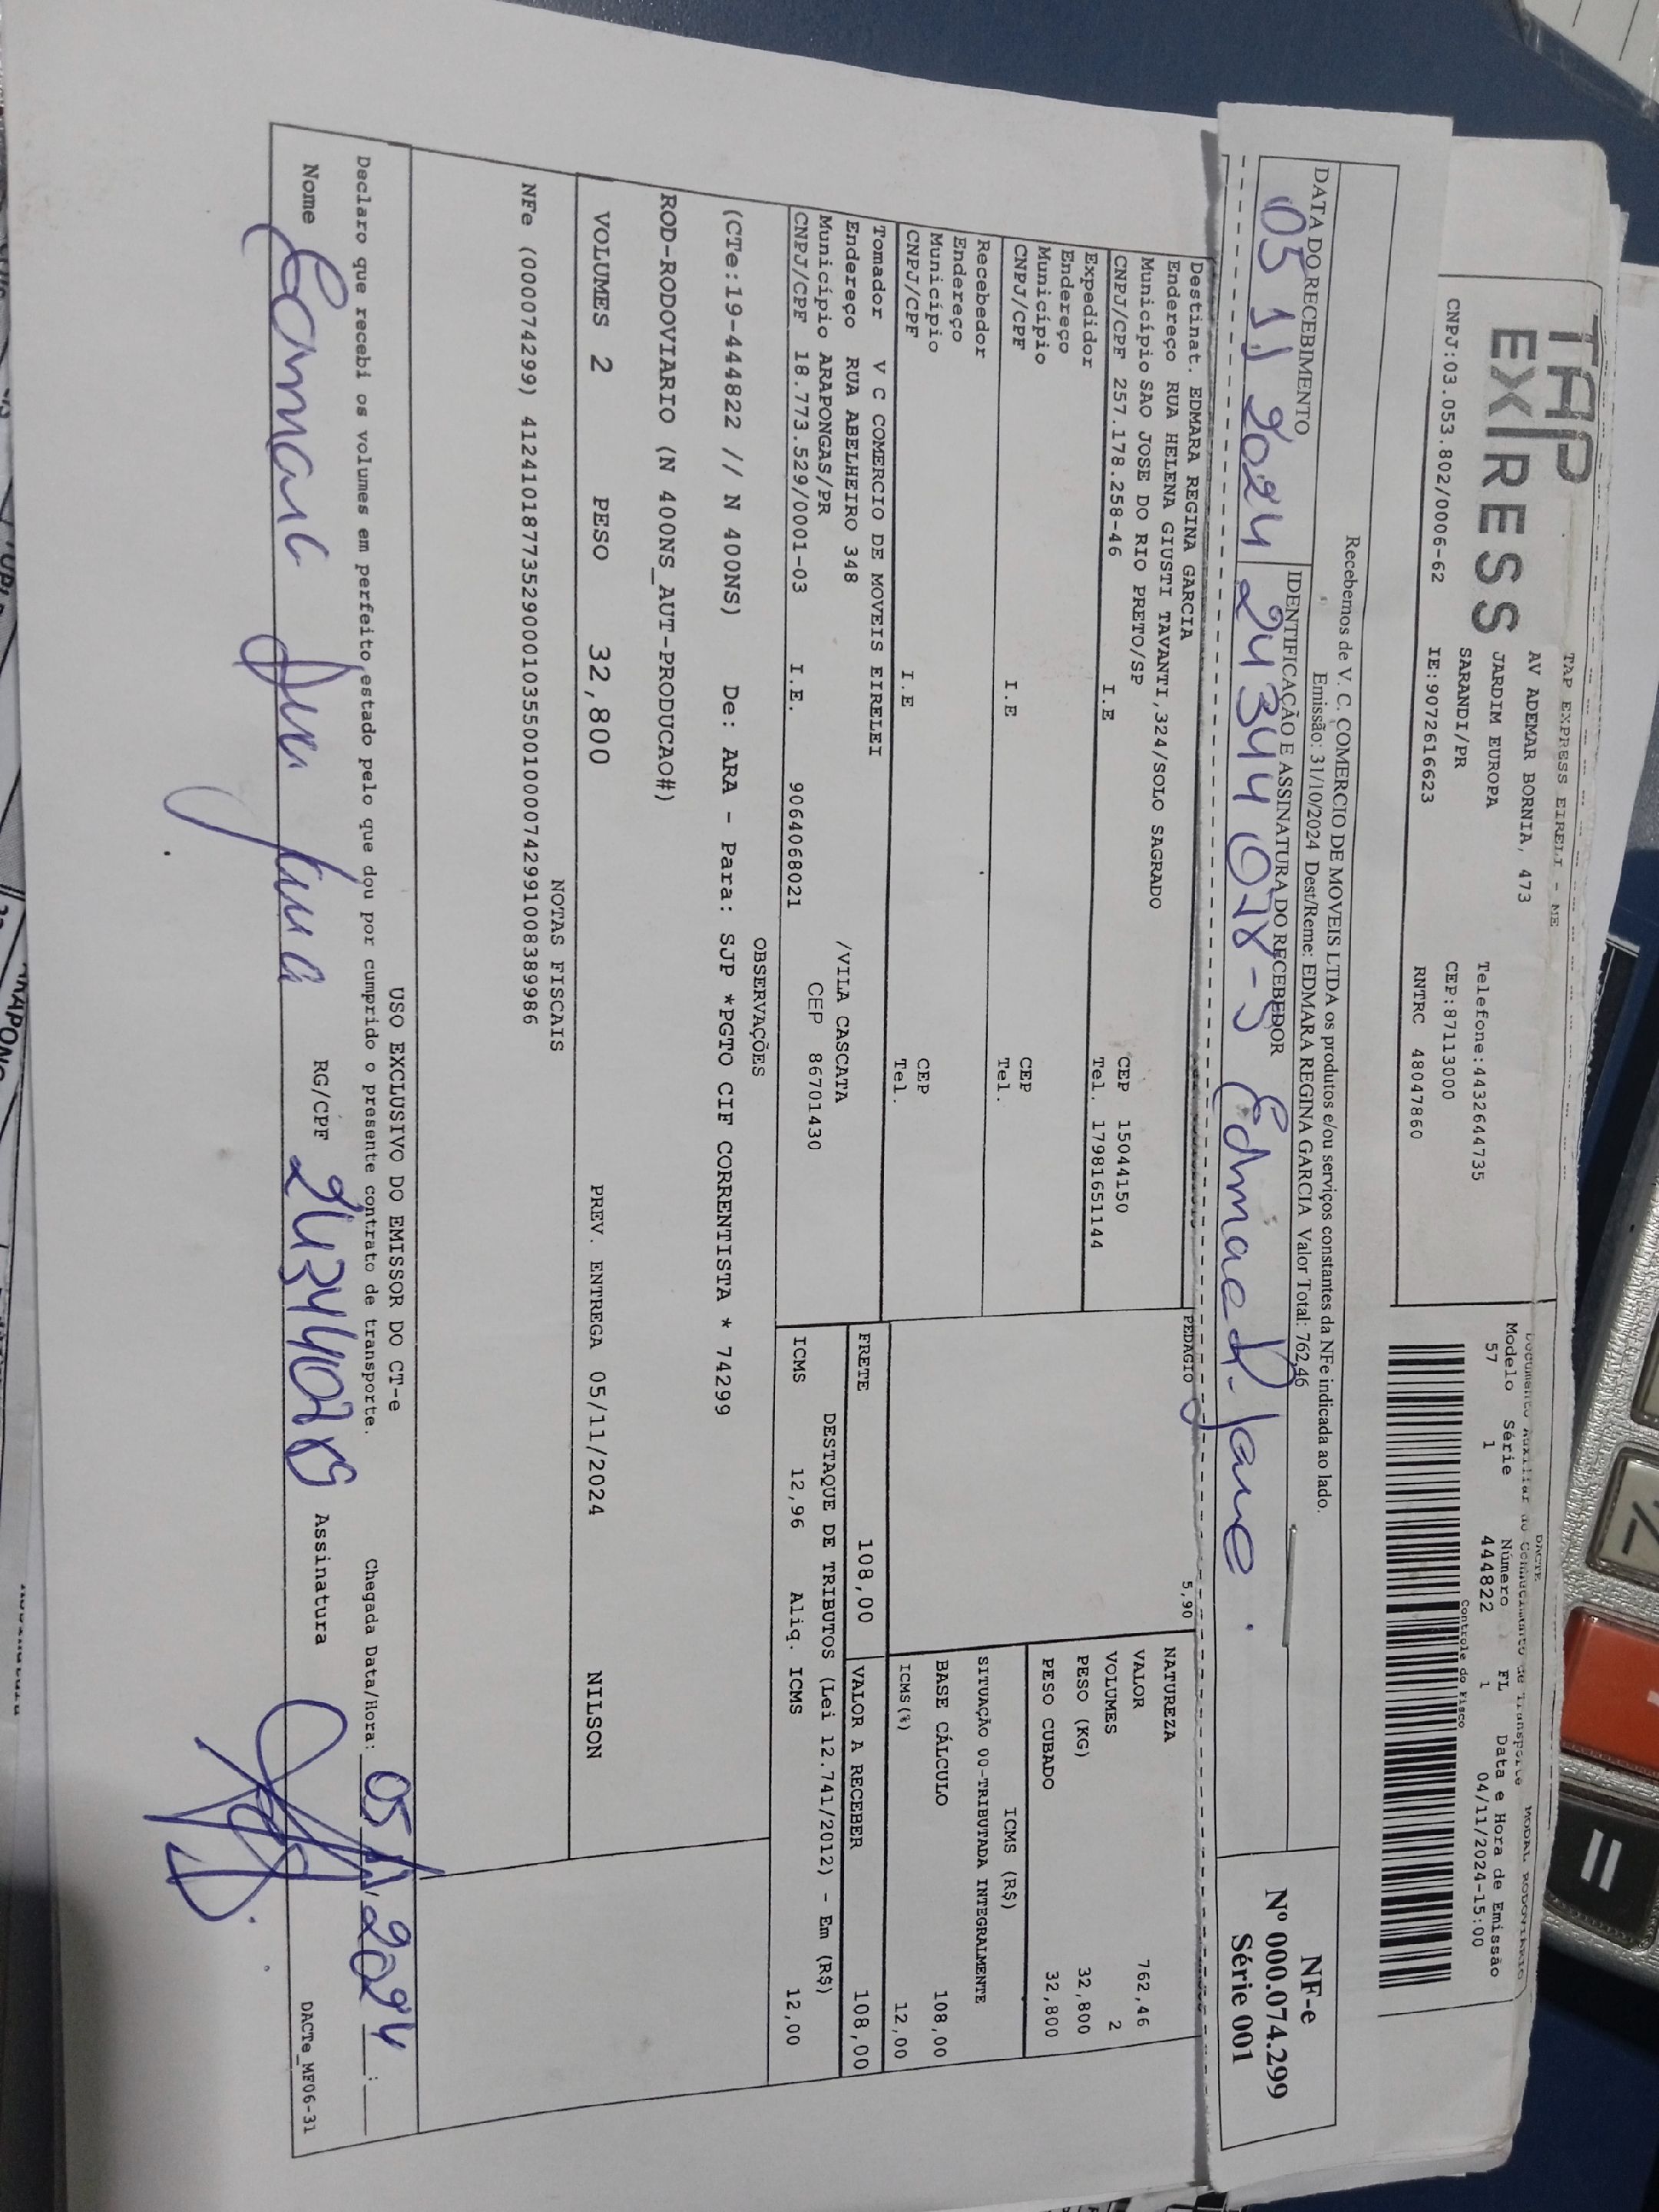 TAP EXPRESS EIRELI - ME
TAP
EXPRESS
AV ADEMAR BORNIA, 473
JARDIM EUROPA
SARANDI/PR
Telefone:443264473​5
CEP:87113000
CNPJ:03.053.802/0006-62 IE:9072616623 RNTRC 48047860
DACTE
Documento Auxiliar do Conhecimento de Transporte MODAL RODOVIARIO
Modelo Série Número FL Data e Hora de Emissão
57 1 444822 1 04/11/2024-15:00
Controle do Fisco
Recebemos de V. C. COMERCIO DE MOVEIS LTDA os produtos e/ou serviços constantes da NFe indicada ao lado.
Emissão: 31/10/2024 Dest/Reme: EDMARA REGINA GARCIA Valor Total: 762,46
DATA DO RECEBIMENTO IDENTIFICAÇÃO E ASSINATURA DO RECEBEDOR
05 11 2024 24344078-5
NF-e
Nº 000.074.299
Série 001
PEDAGIO 5,90
Destinat. EDMARA REGINA GARCIA
Endereço RUA HELENA GIUSTI TAVANTI,324/SOLO SAGRADO
Município SAO JOSE DO RIO PRETO/SP CEP 15044150
CNPJ/CPF 257.178.258-46 I.E Tel. 17981651144
Expedidor
Endereço
Município CEP
CNPJ/CPF I.E Tel.
Recebedor
Endereço
Município CEP
CNPJ/CPF I.E Tel.
NATUREZA
VALOR 762,46
VOLUMES 2
PESO (KG) 32,800
PESO CUBADO 32,800
ICMS (R$)
SITUAÇÃO 00-TRIBUTADA INTEGRALMENTE
BASE CÁLCULO 108,00
ICMS(%) 12,00
Tomador V C COMERCIO DE MOVEIS EIRELEI
Endereço RUA ABELHEIRO 348 /VILA CASCATA
Município ARAPONGAS/PR CEP 86701430
CNPJ/CPF 18.773.529/0001-03 I.E. 9064068021
FRETE 108,00 VALOR A RECEBER 108,00
DESTAQUE DE TRIBUTOS (Lei 12.741/2012) - Em (R$)
ICMS 12,96 Aliq. ICMS 12,00
OBSERVAÇÕES
(CTe:19-444822 // N 400NS) De: ARA - Para: SJP *PGTO CIF CORRENTISTA * 74299
ROD-RODOVIARIO (N 400NS_AUT-PRODUCAO#)
VOLUMES 2 PESO 32,800 PREV. ENTREGA 05/11/2024 NILSON
NOTAS FISCAIS
NFe (000074299) 41241018773529000103550010000742991008389986
USO EXCLUSIVO DO EMISSOR DO CT-e
Declaro que recebi os volumes em perfeito estado pelo que dou por cumprido o presente contrato de transporte. Chegada Data/Hora: 05/11/2024 __:__
Nome RG/CPF 243440785 Assinatura
DACTe_MF06-31